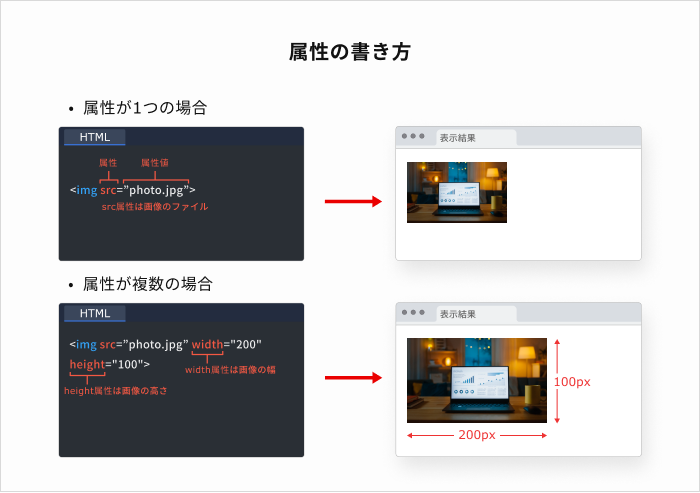 属性の書き方
• 属性が1つの場合
HTML
属性 属性値
<img src=”photo.jpg”>
src属性は画像のファイル
表示結果
• 属性が複数の場合
HTML
<img src=”photo.jpg” width="200"
width属性は画像の幅
height="100">
height属性は画像の高さ
表示結果
100px
200px